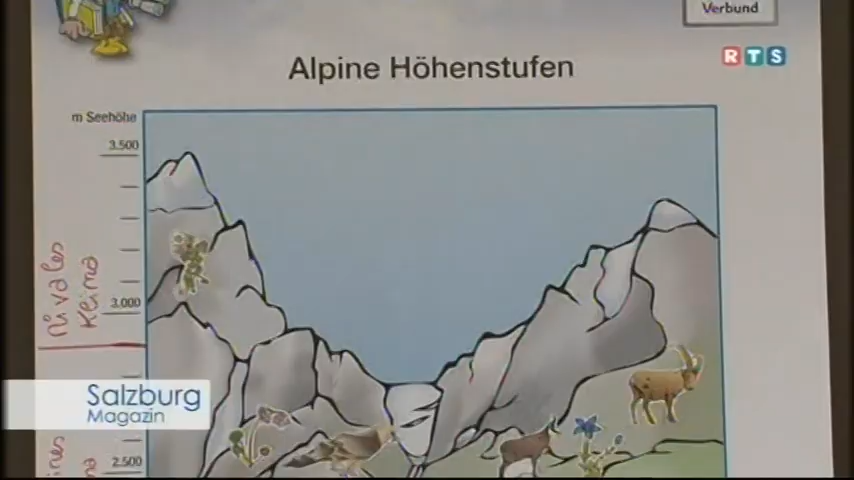 Verbund
RTS
Alpine Höhenstufen
m Seehöhe
3.500
nivales
Klima
3.000
Salzburg
Magazin
2.500